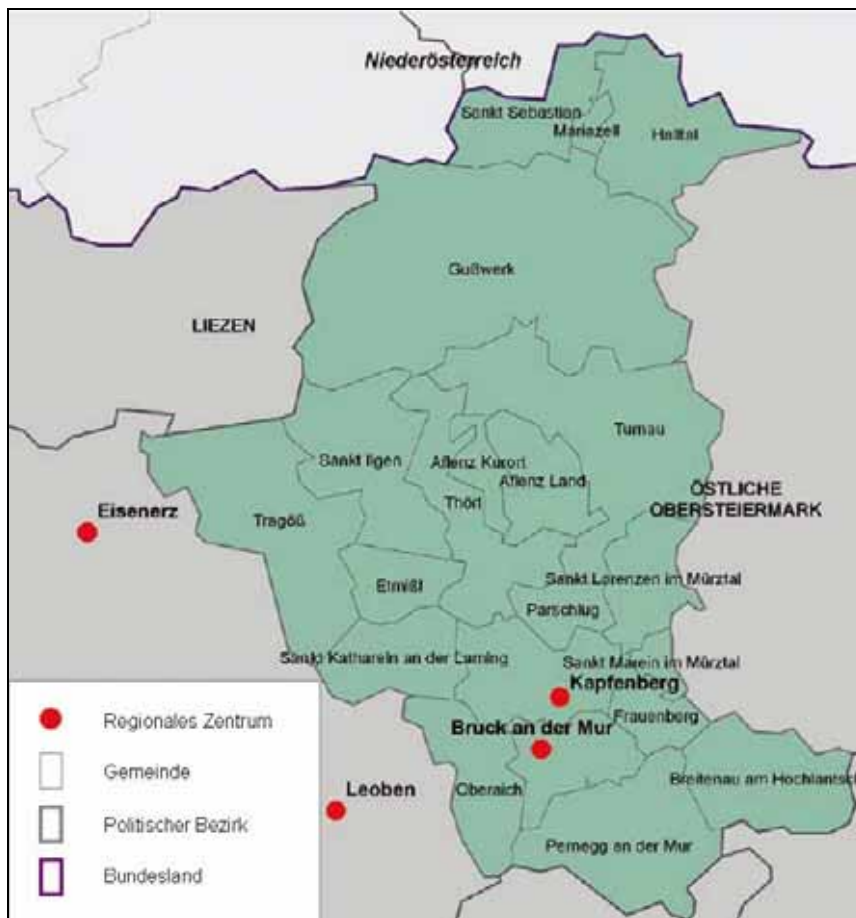 Niederösterreich
Sankt Sebastian
Mariazell
Halltal
Gußwerk
LIEZEN
Turnau
Sankt Ilgen
Aflenz Kurort
Aflenz Land
ÖSTLICHE
OBERSTEIERMARK
Thörl
Eisenerz
Tragöß
Etmißl
Sankt Lorenzen im Mürztal
Parschlug
Sankt Katharein an der Laming
Sankt Marein im Mürztal
Kapfenberg
Frauenberg
Bruck an der Mur
Breitenau am Hochlantsch
Leoben
Oberaich
Pernegg an der Mur
Regionales Zentrum
Gemeinde
Politischer Bezirk
Bundesland